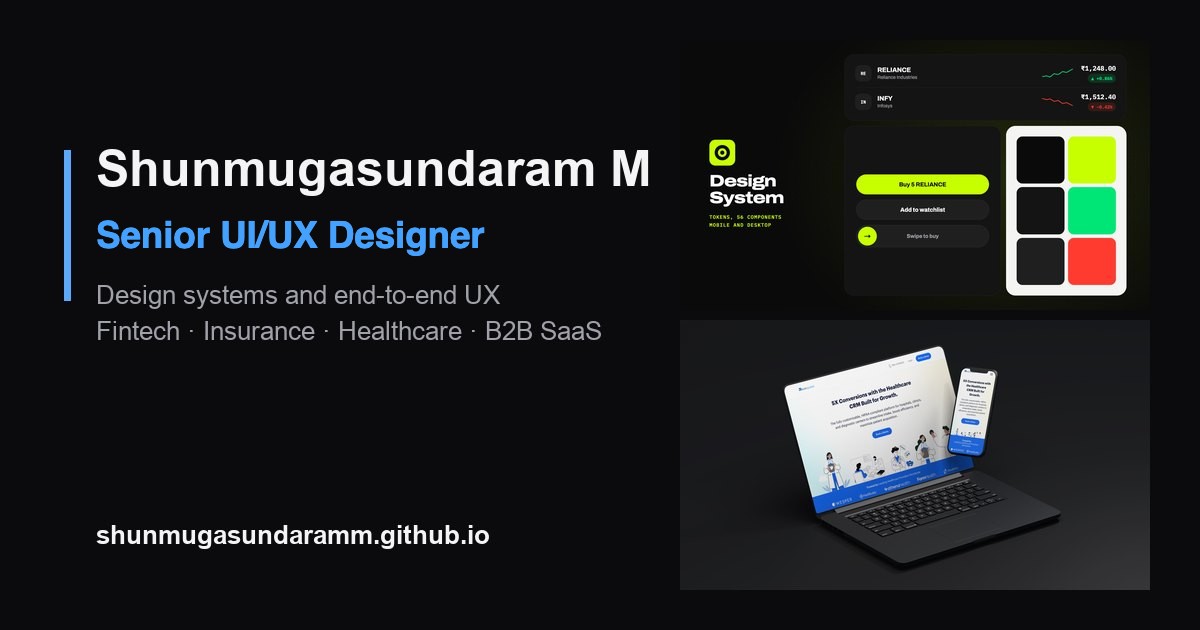 Shunmugasundaram M
Senior UI/UX Designer
Design systems and end-to-end UX
Fintech · Insurance · Healthcare · B2B SaaS
shunmugasundaramm.github.io
Design
System
TOKENS, 56 COMPONENTS
MOBILE AND DESKTOP
RE
RELIANCE
Reliance Industries
₹1,248.00
IN
INFY
Infosys
₹1,512.40
Buy 5 RELIANCE
Add to watchlist
→
Swipe to buy
5X Conversions with the Healthcare
CRM Built for Growth.